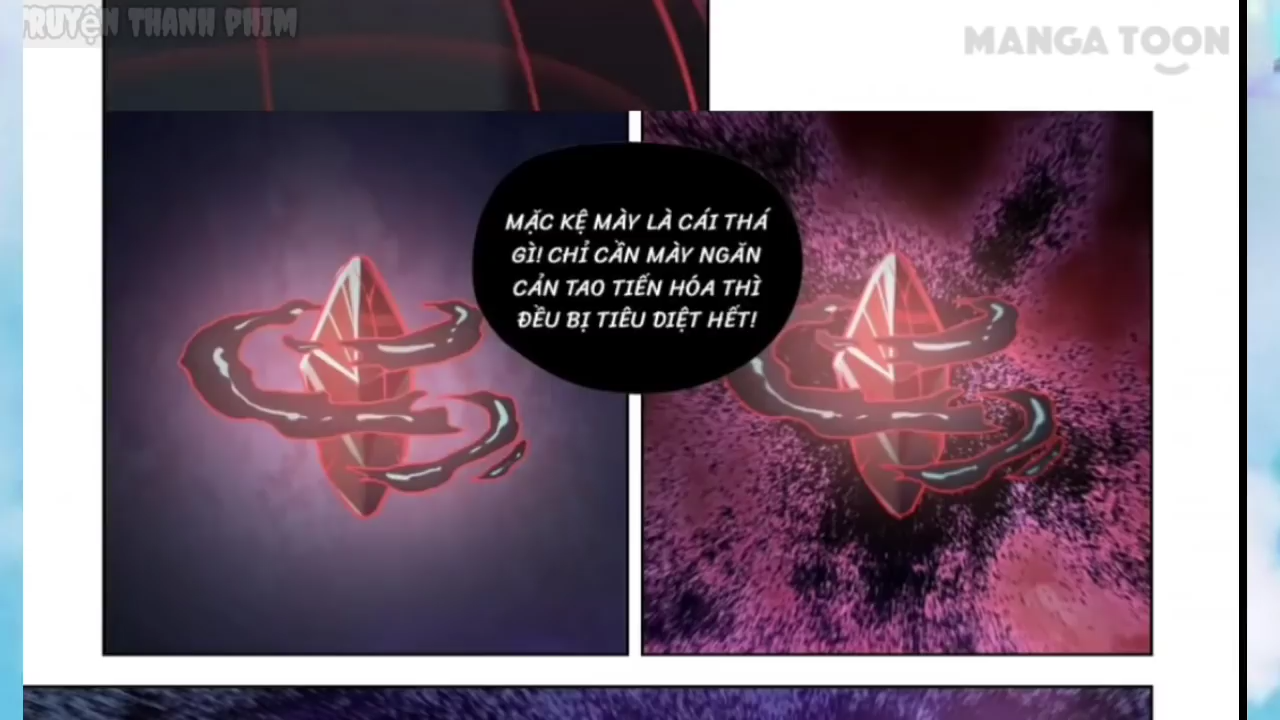 TRUYỆN THANH PHIM
MANGA TOON
MẶC KỆ MÀY LÀ CÁI THÁ
GÌ! CHỈ CẦN MÀY NGĂN
CẢN TAO TIẾN HÓA THÌ
ĐỀU BỊ TIÊU DIỆT HẾT!